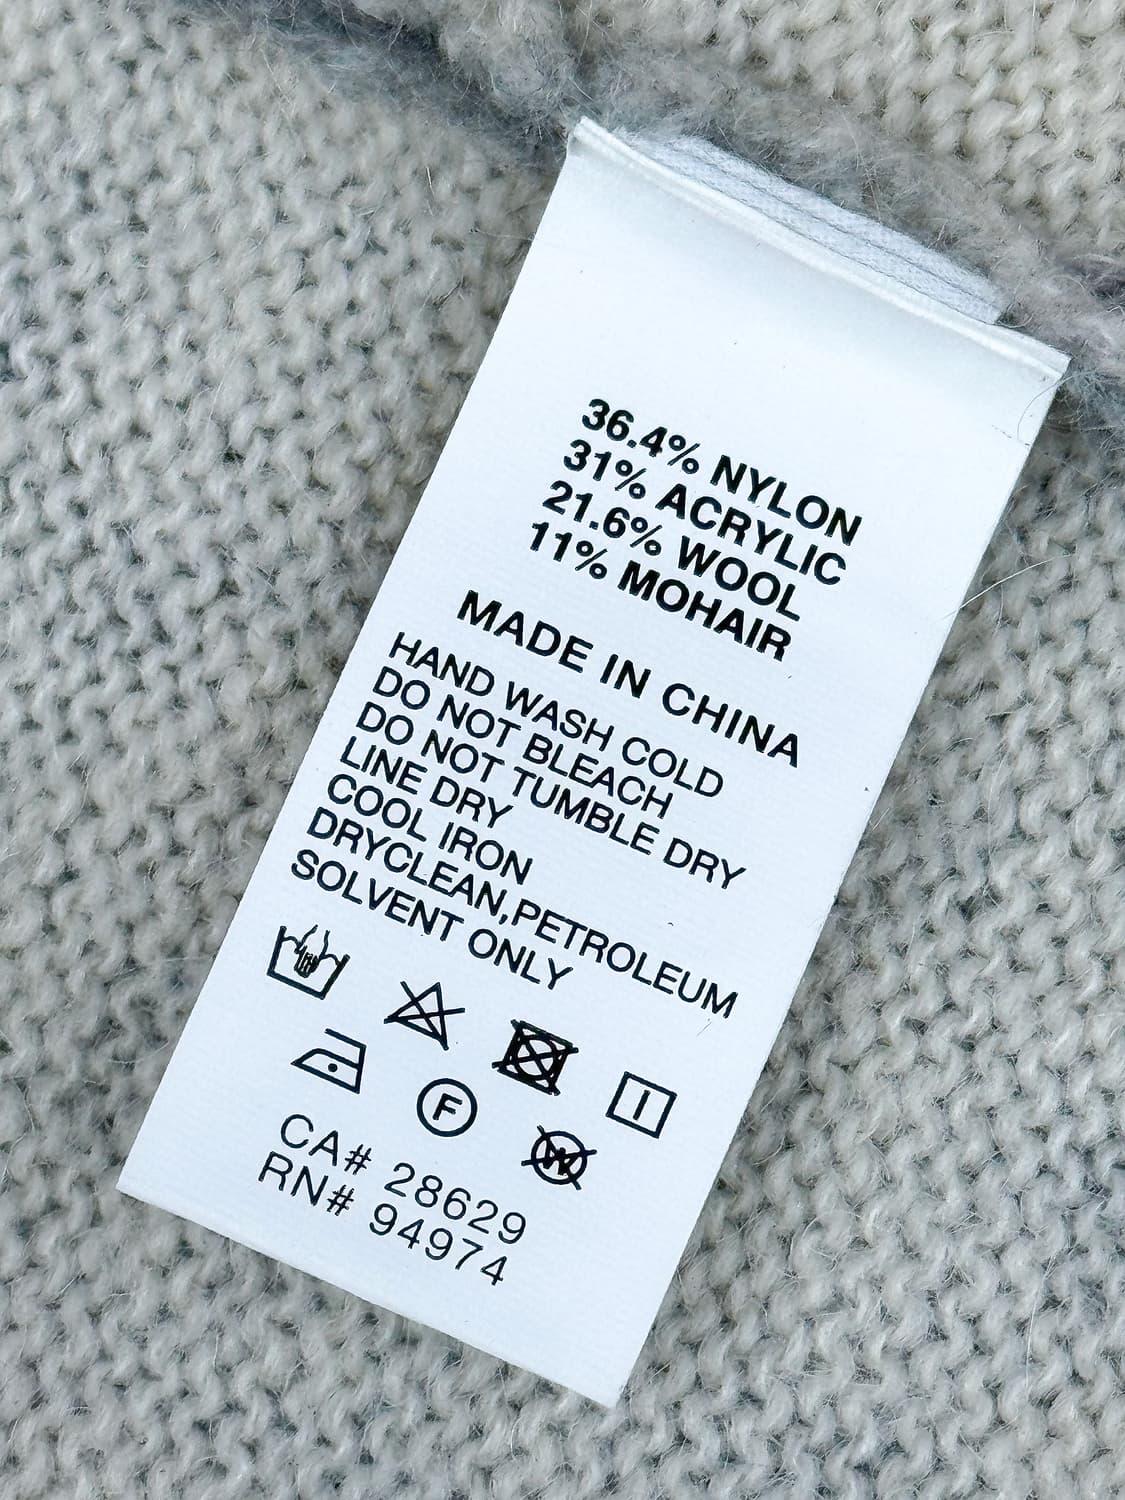 36.4% NYLON
31% ACRYLIC
21.6% WOOL
11% MOHAIR
MADE IN CHINA
HAND WASH COLD
DO NOT BLEACH
DO NOT TUMBLE DRY
LINE DRY
COOL IRON
DRYCLEAN,PETROLEUM
SOLVENT ONLY
F
W
CA# 28629
RN# 94974